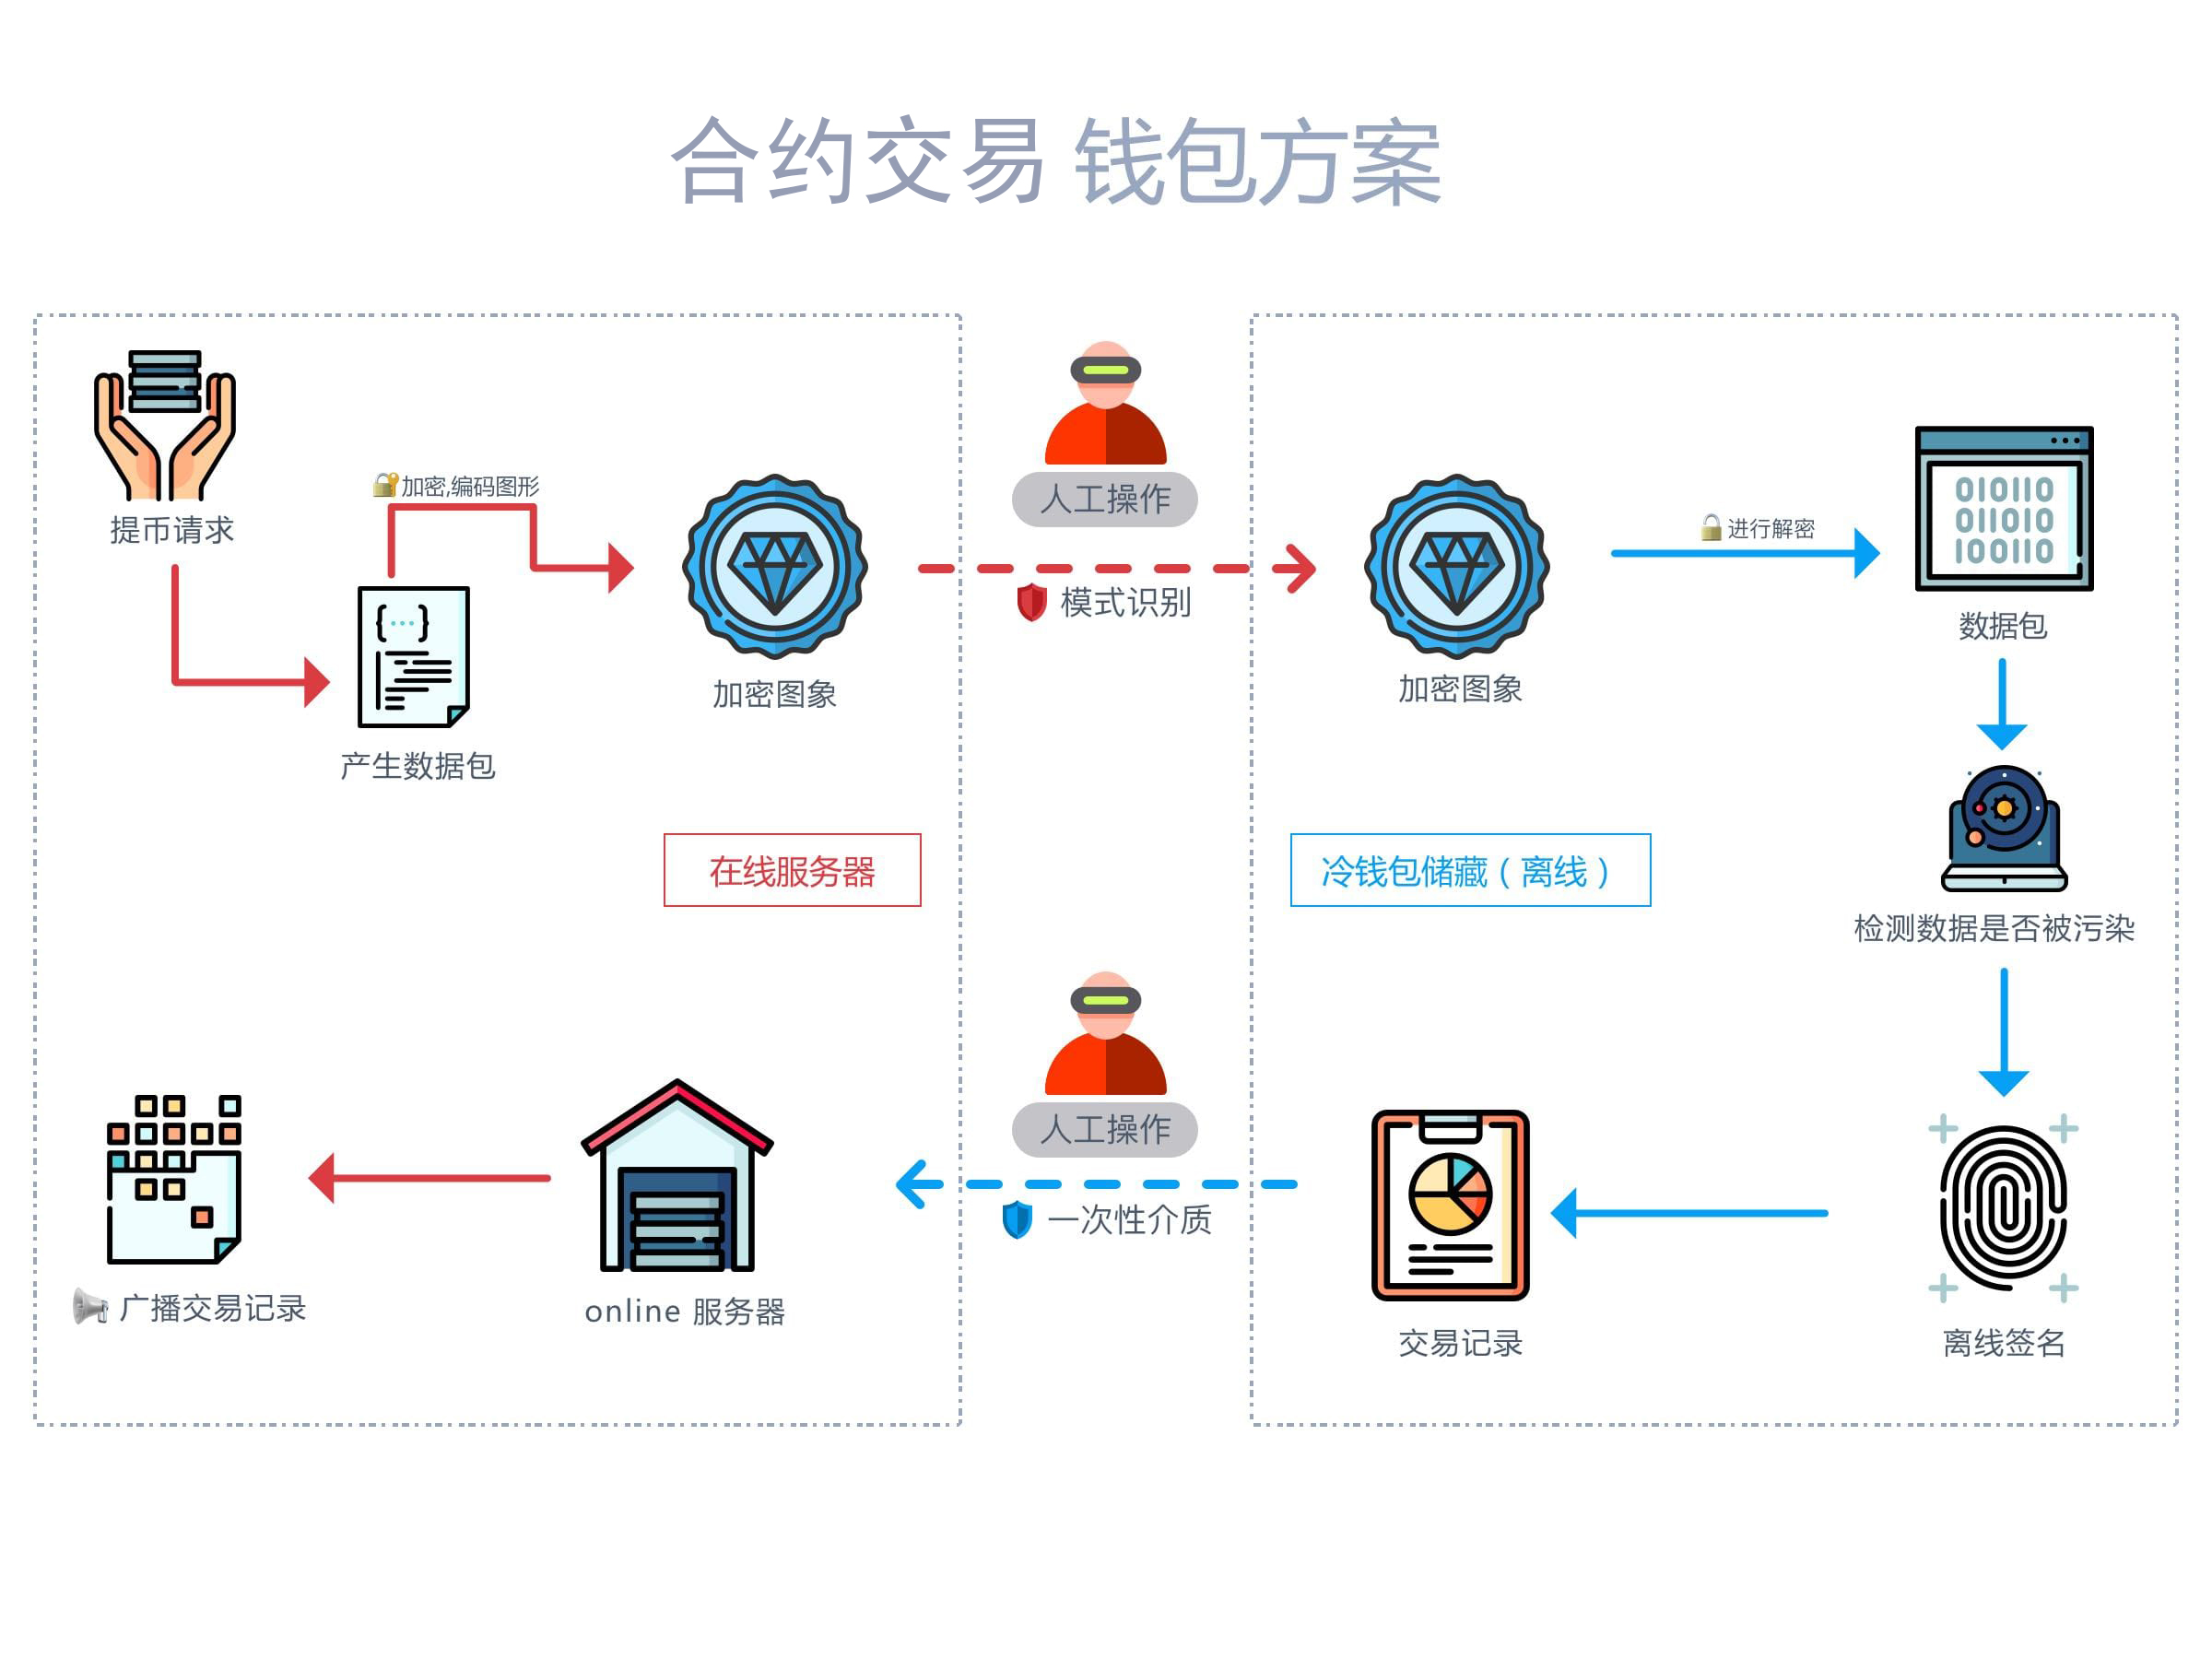 合约交易 钱包方案
提币请求
加密,编码图形
产生数据包
加密图象
人工操作
模式识别
加密图象
进行解密
数据包
检测数据是否被污染
在线服务器
冷钱包储藏（离线）
离线签名
交易记录
人工操作
一次性介质
online 服务器
广播交易记录